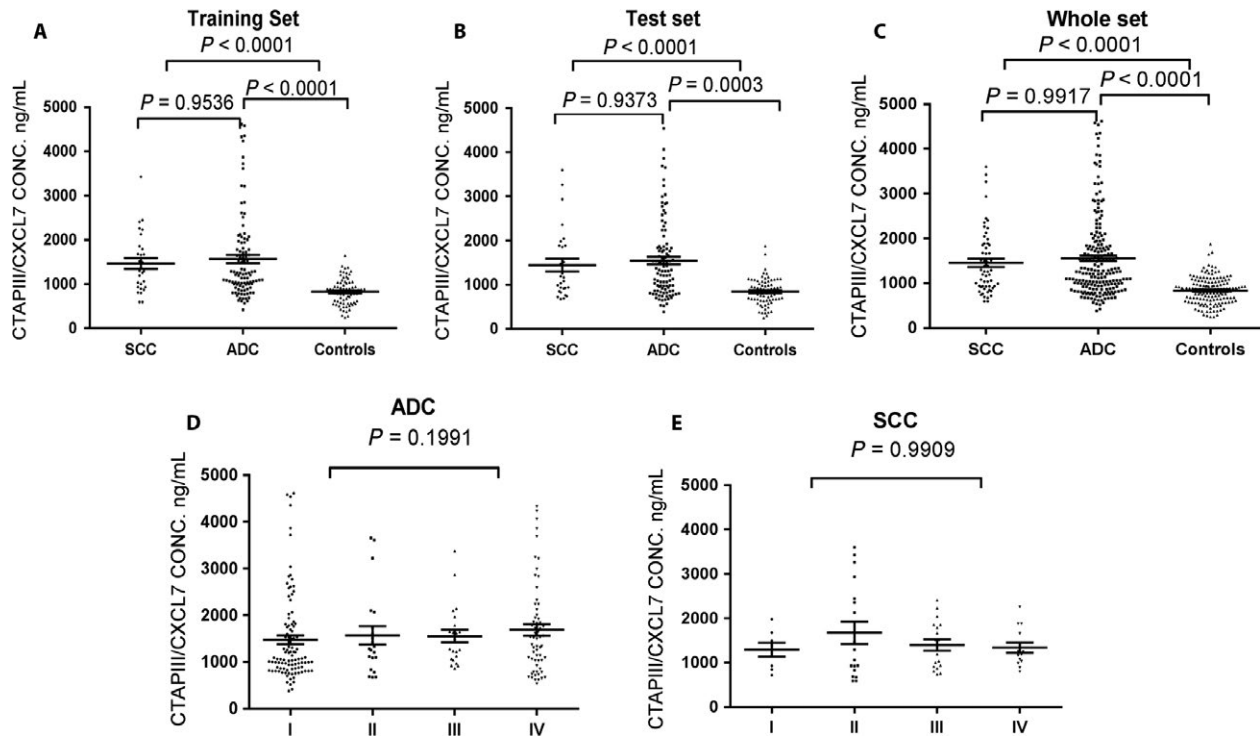 A
Training Set
P < 0.0001
P = 0.9536
P < 0.0001
CTAPIII/CXCL7 CONC. ng/mL
5000
4000
3000
2000
1000
0
SCC
ADC
Controls
B
Test set
P < 0.0001
P = 0.9373
P = 0.0003
CTAPIII/CXCL7 CONC. ng/mL
5000
4000
3000
2000
1000
0
SCC
ADC
Controls
C
Whole set
P < 0.0001
P < 0.0001
P = 0.9917
CTAPIII/CXCL7 CONC. ng/mL
5000
4000
3000
2000
1000
0
SCC
ADC
Controls
D
ADC
P = 0.1991
CTAPIII/CXCL7 CONC. ng/mL
5000
4000
3000
2000
1000
0
I
II
III
IV
E
SCC
P = 0.9909
CTAPIII/CXCL7 CONC. ng/mL
5000
4000
3000
2000
1000
0
I
II
III
IV